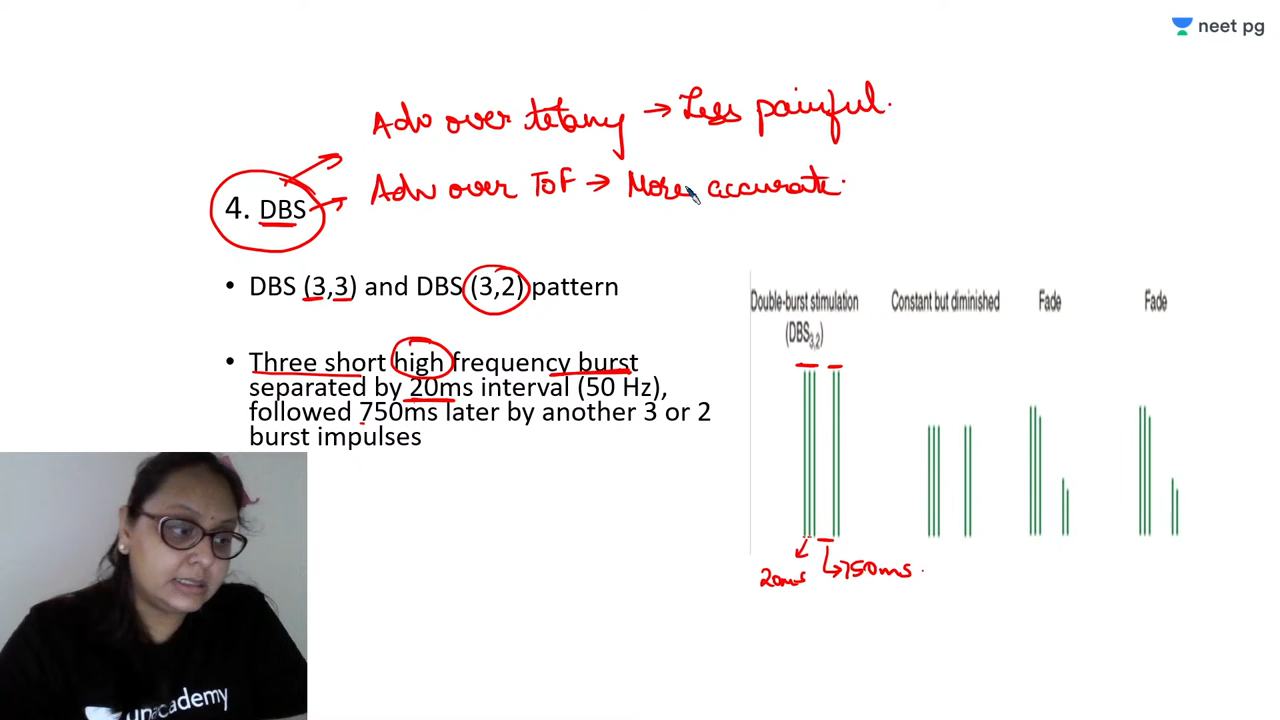 neet pg
Adv over tetany → Less painful.
Adv over ToF → More accurate.
4. DBS
• DBS (3,3) and DBS (3,2) pattern
• Three short high frequency burst
separated by 20ms interval (50 Hz),
followed 750ms later by another 3 or 2
burst impulses
Double-burst stimulation
(DBS3,2)
Constant but diminished
Fade
Fade
20ms
750ms
unacademy